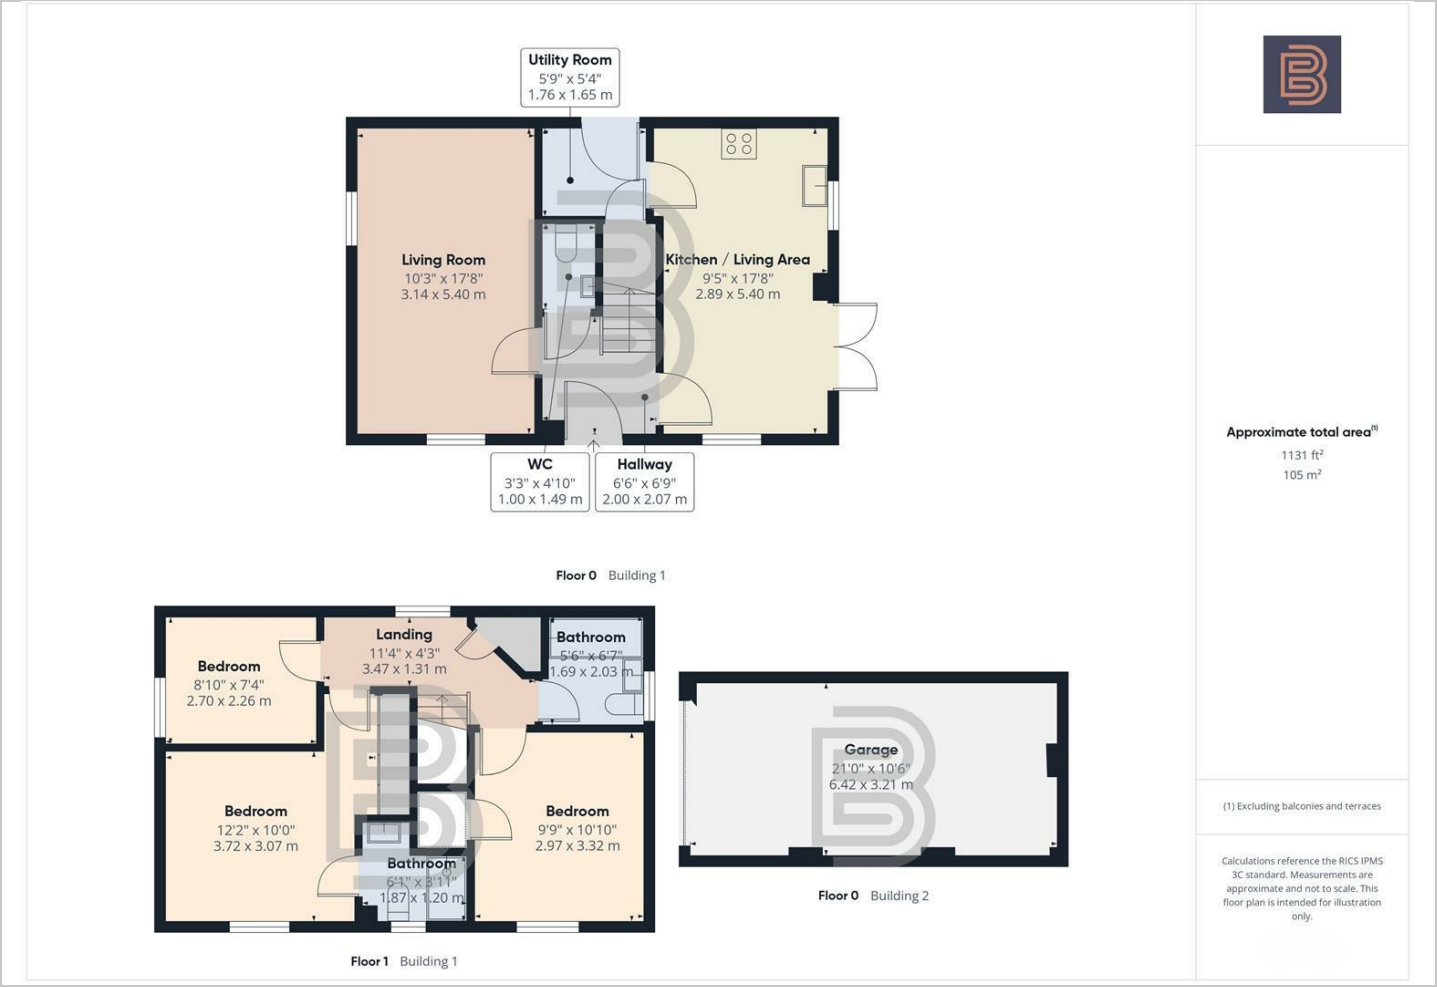 Utility Room
5'9" x 5'4"
1.76 x 1.65 m
Living Room
10'3" x 17'8"
3.14 x 5.40 m
Kitchen / Living Area
9'5" x 17'8"
2.89 x 5.40 m
WC
3'3" x 4'10"
1.00 x 1.49 m
Hallway
6'6" x 6'9"
2.00 x 2.07 m
Floor 0 Building 1
Landing
11'4" x 4'3"
3.47 x 1.31 m
Bathroom
5'6" x 6'7"
1.69 x 2.03 m
Bedroom
8'10" x 7'4"
2.70 x 2.26 m
Bedroom
12'2" x 10'0"
3.72 x 3.07 m
Bedroom
9'9" x 10'10"
2.97 x 3.32 m
Bathroom
6'1" x 3'11"
1.87 x 1.20 m
Floor 1 Building 1
Garage
21'0" x 10'6"
6.42 x 3.21 m
Floor 0 Building 2
B
Approximate total area(1)
1131 ft²
105 m²
(1) Excluding balconies and terraces
Calculations reference the RICS IPMS
3C standard. Measurements are
approximate and not to scale. This
floor plan is intended for illustration
only.